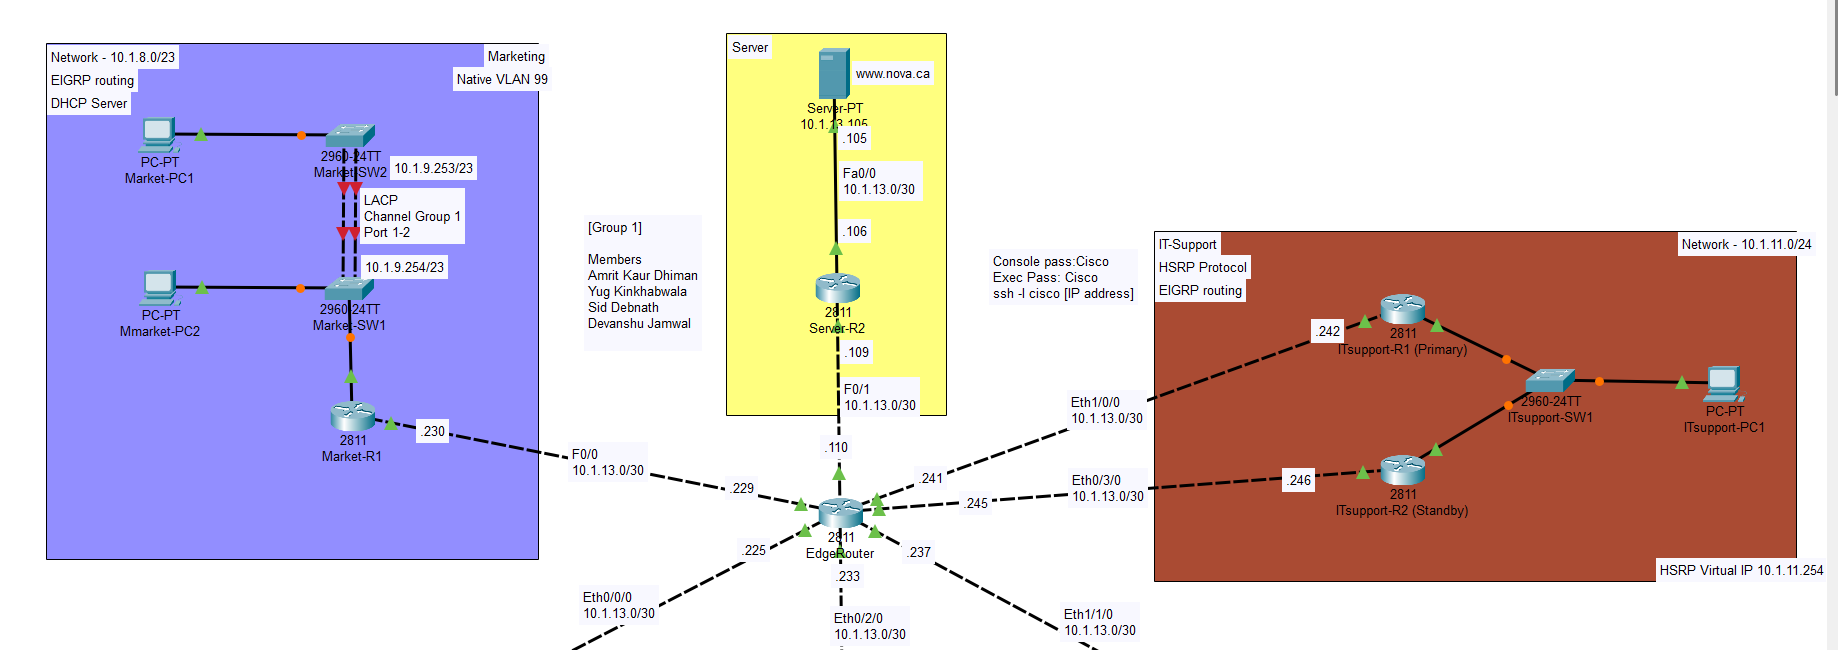 Network - 10.1.8.0/23
EIGRP routing
DHCP Server
Marketing
Native VLAN 99
PC-PT
Market-PC1
2960-24TT
Market-SW2
10.1.9.253/23
LACP
Channel Group 1
Port 1-2
10.1.9.254/23
PC-PT
Mmarket-PC2
2960-24TT
Market-SW1
2811
Market-R1
.230
F0/0
10.1.13.0/30
.229
[Group 1]
Members
Amrit Kaur Dhiman
Yug Kinkhabwala
Sid Debnath
Devanshu Jamwal
Server
www.nova.ca
Server-PT
10.1.13.105
.105
Fa0/0
10.1.13.0/30
.106
2811
Server-R2
.109
F0/1
10.1.13.0/30
.110
Console pass:Cisco
Exec Pass: Cisco
ssh -l cisco [IP address]
IT-Support
HSRP Protocol
EIGRP routing
Network - 10.1.11.0/24
.242
2811
ITsupport-R1 (Primary)
Eth1/0/0
10.1.13.0/30
.241
2960-24TT
ITsupport-SW1
PC-PT
ITsupport-PC1
.246
2811
ITsupport-R2 (Standby)
Eth0/3/0
10.1.13.0/30
.245
HSRP Virtual IP 10.1.11.254
2811
EdgeRouter
.225
.233
.237
Eth0/0/0
10.1.13.0/30
Eth0/2/0
10.1.13.0/30
Eth1/1/0
10.1.13.0/30